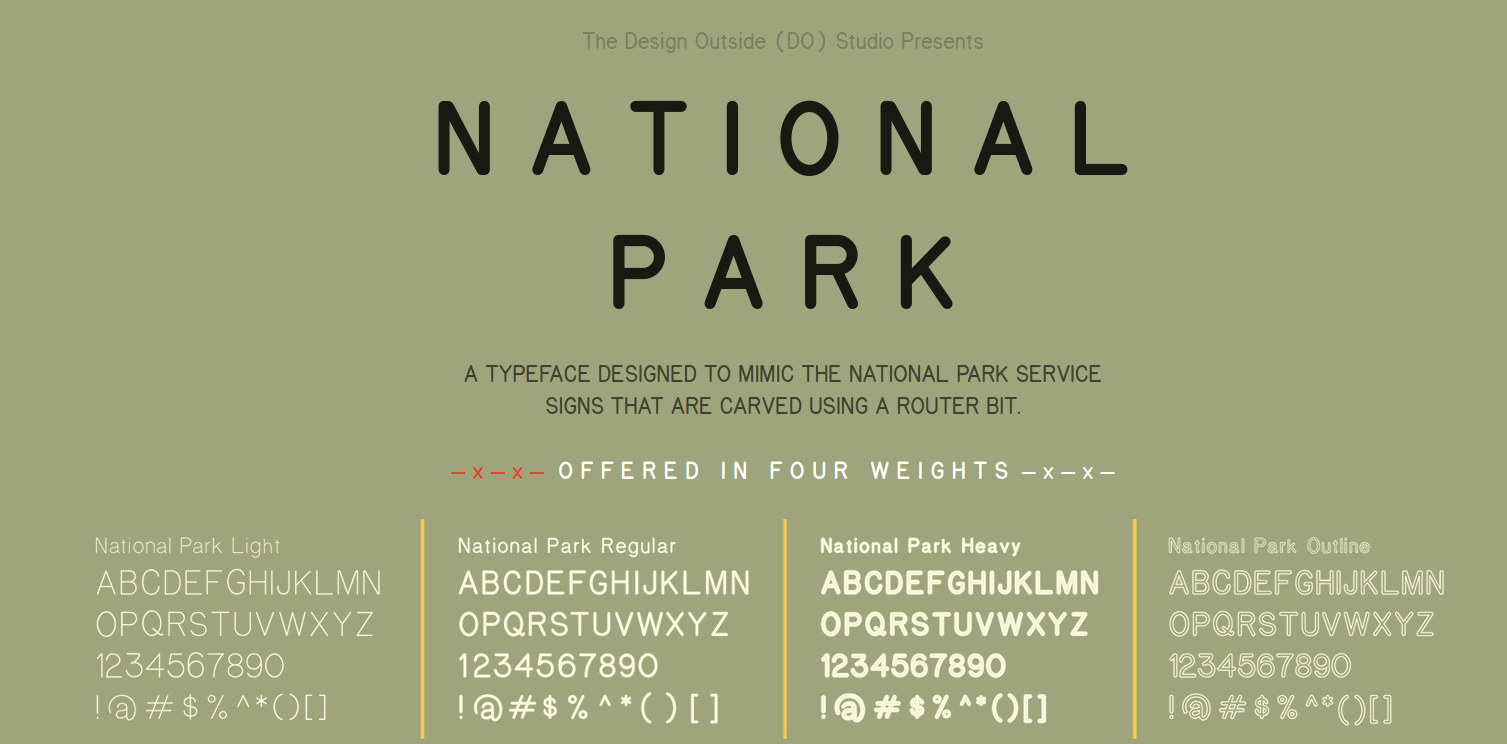 The Design Outside (DO) Studio Presents
NATIONAL
PARK
A TYPEFACE DESIGNED TO MIMIC THE NATIONAL PARK SERVICE
SIGNS THAT ARE CARVED USING A ROUTER BIT.
—x—x— OFFERED IN FOUR WEIGHTS —x—x—
National Park Light
ABCDEFGHIJKLMN
OPQRSTUVWXYZ
1234567890
!@#$%^*()[]
National Park Regular
ABCDEFGHIJKLMN
OPQRSTUVWXYZ
1234567890
!@#$%^*()[]
National Park Heavy
ABCDEFGHIJKLMN
OPQRSTUVWXYZ
1234567890
!@#$%^*()[]
National Park Outline
ABCDEFGHIJKLMN
OPQRSTUVWXYZ
1234567890
!@#$%^*()[]